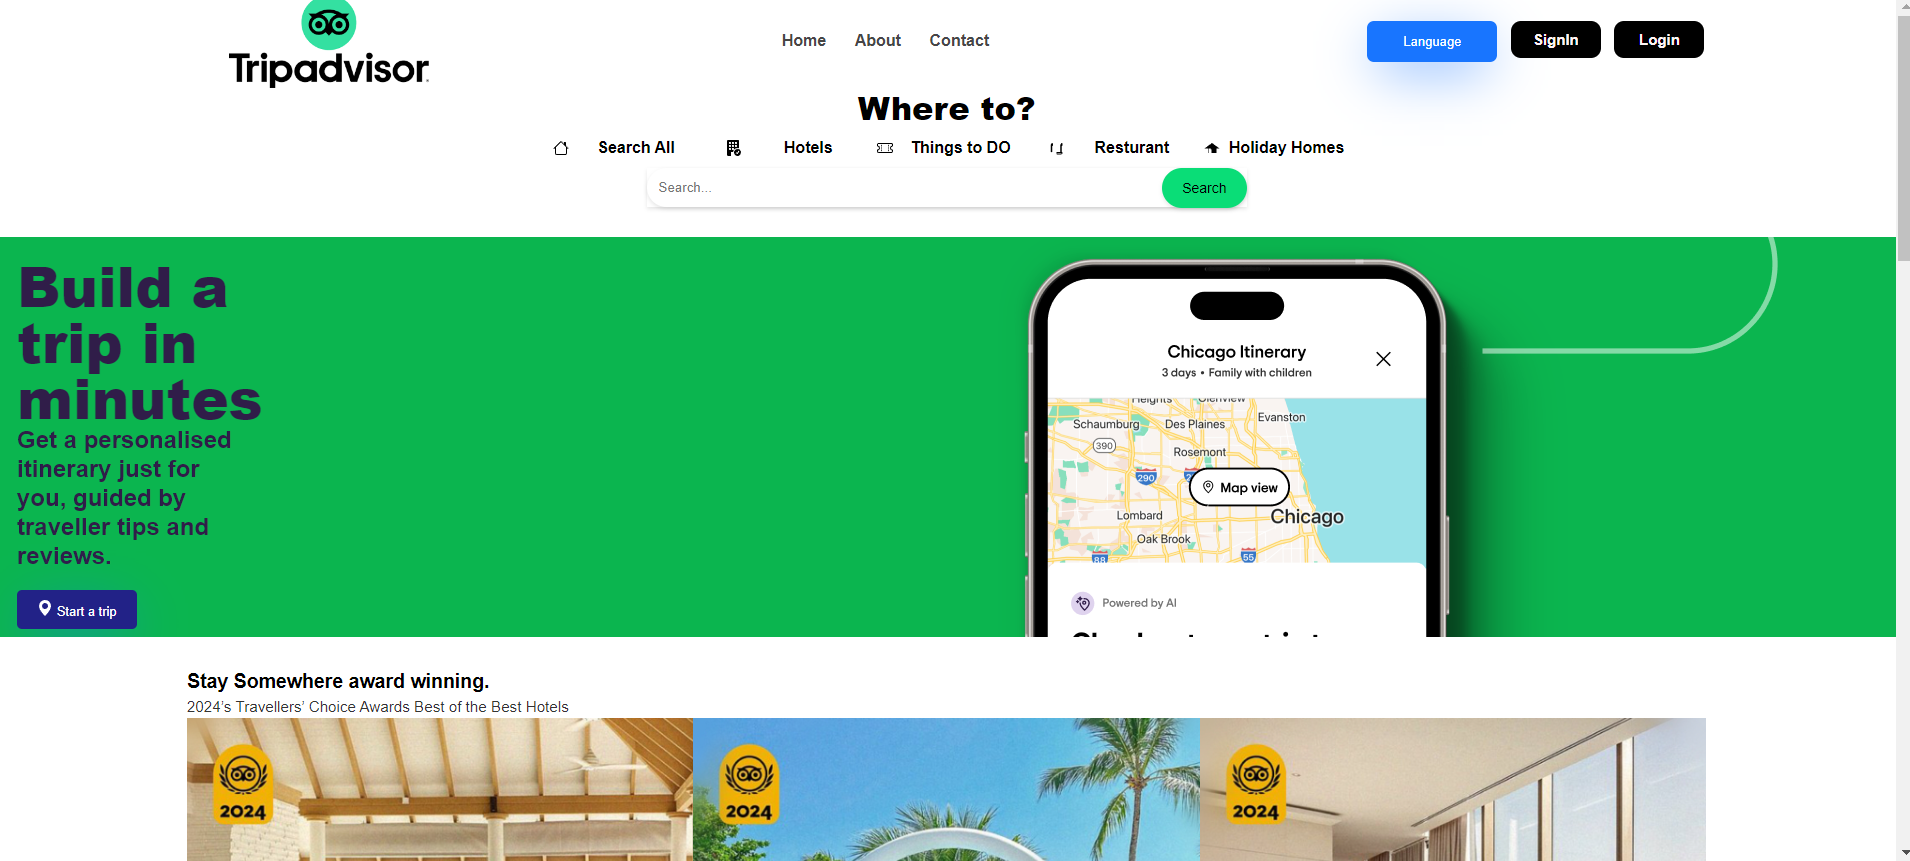 Tripadvisor
Home About Contact
Language SignIn Login
Where to?
Search All Hotels Things to DO Resturant Holiday Homes
Search...
Search
Build a
trip in
minutes
Get a personalised
itinerary just for
you, guided by
traveller tips and
reviews.
Start a trip
Chicago Itinerary
3 days • Family with children
Heights Glenview
Evanston
Schaumburg Des Plaines
390
Rosemont
290
Map view
Lombard
Chicago
Oak Brook
88
55
Powered by AI
Stay Somewhere award winning.
2024’s Travellers’ Choice Awards Best of the Best Hotels
2024
2024
2024